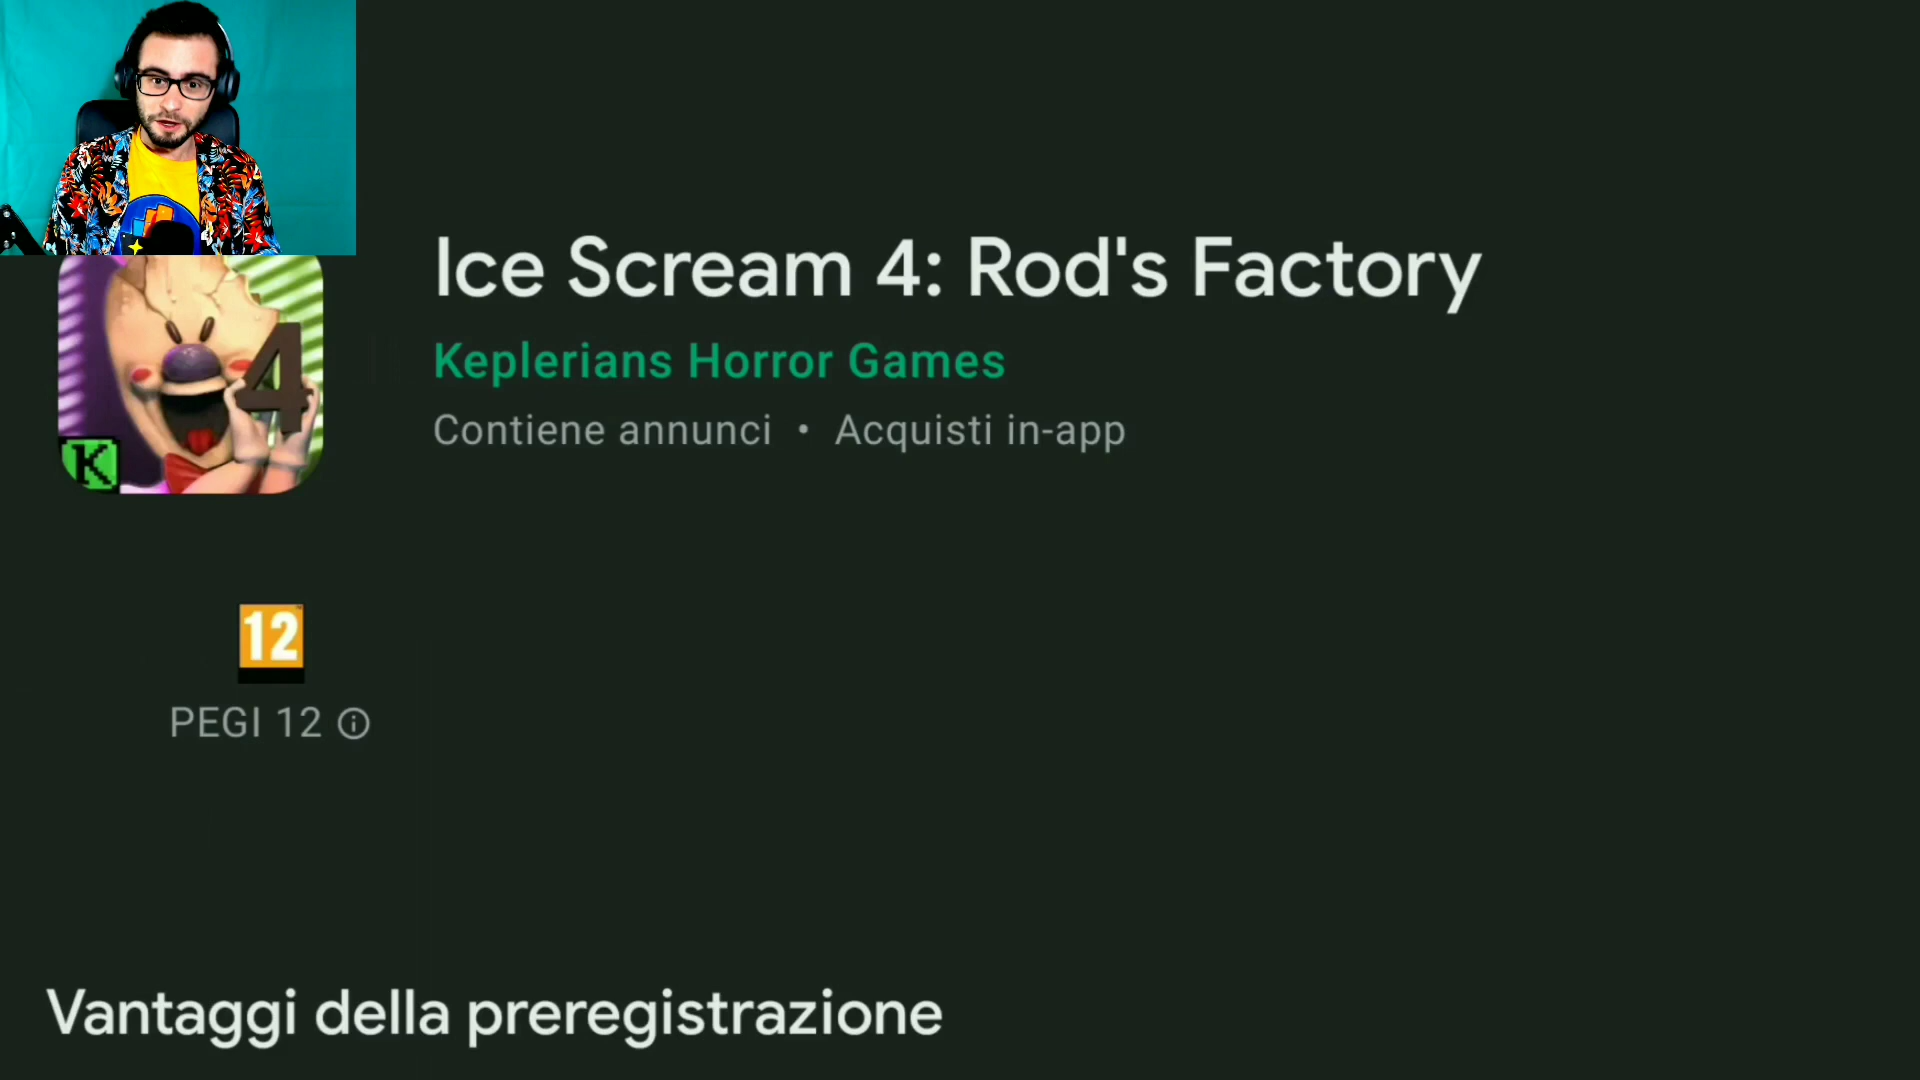 Ice Scream 4: Rod's Factory
Keplerians Horror Games
Contiene annunci • Acquisti in-app
4
K
12
PEGI 12
Vantaggi della preregistrazione